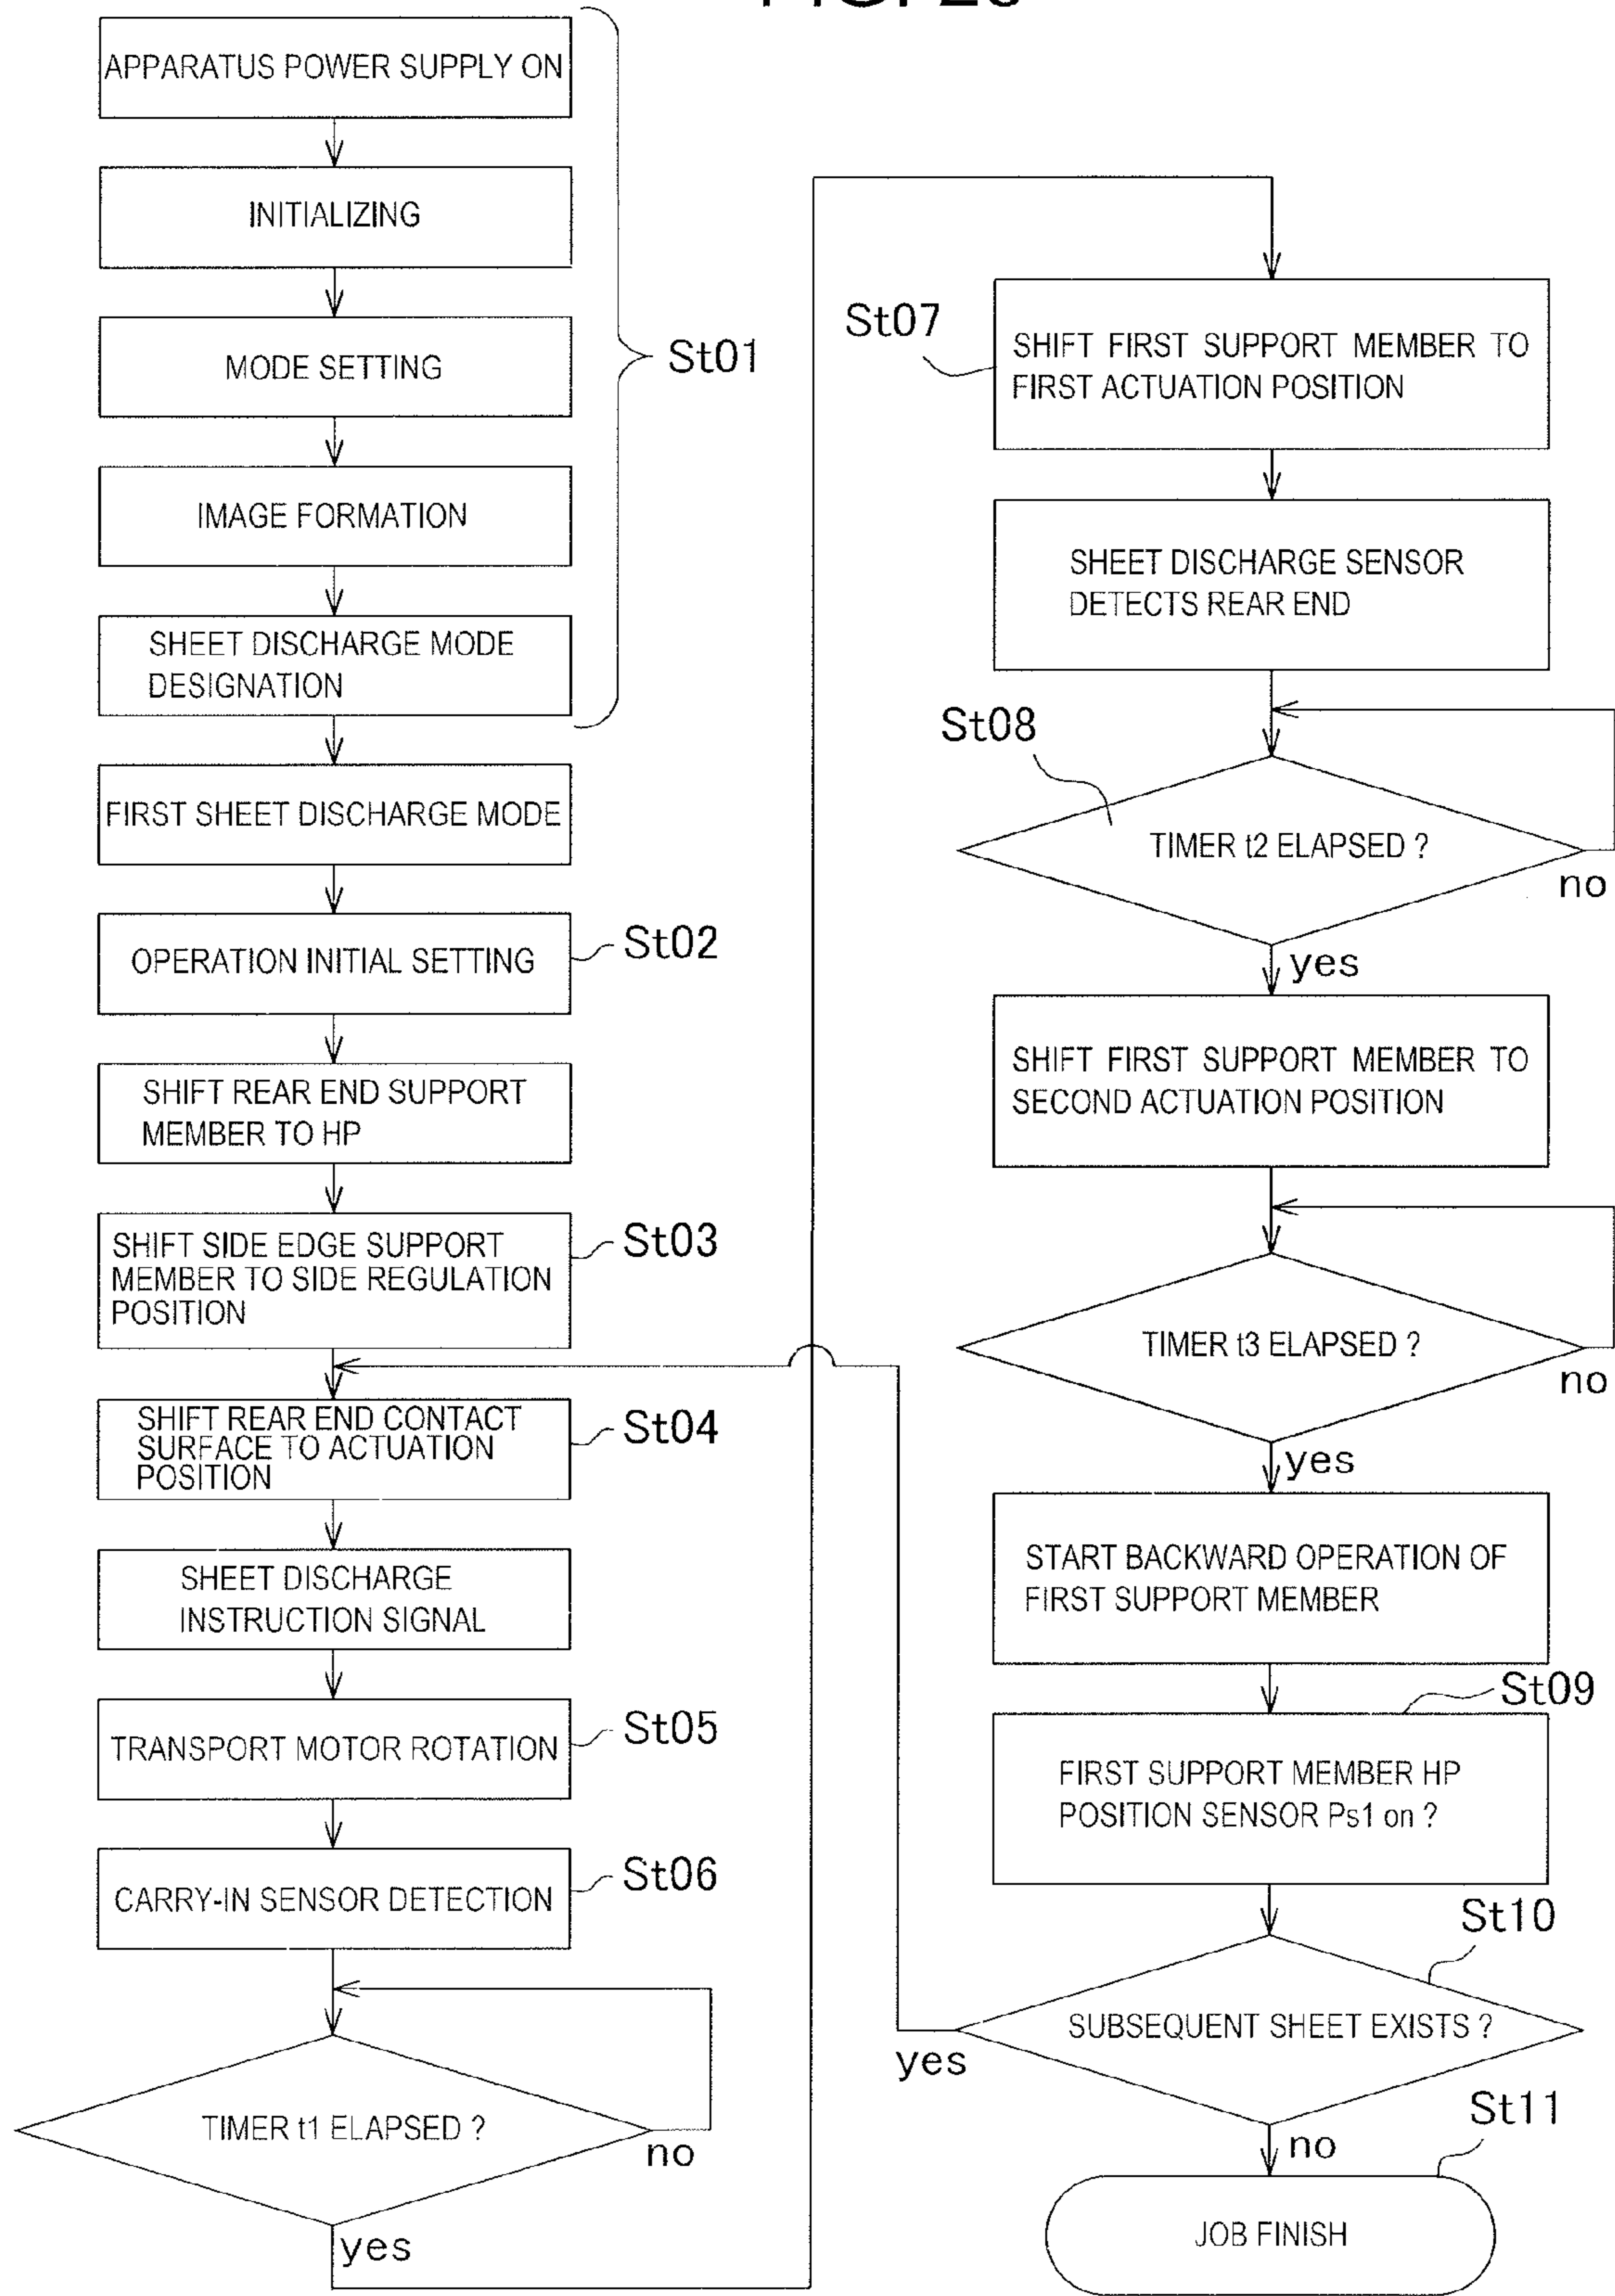 APPARATUS POWER SUPPLY ON
INITIALIZING
MODE SETTING
St01
IMAGE FORMATION
SHEET DISCHARGE MODE
DESIGNATION
FIRST SHEET DISCHARGE MODE
OPERATION INITIAL SETTING
St02
SHIFT REAR END SUPPORT
MEMBER TO HP
SHIFT SIDE EDGE SUPPORT
MEMBER TO SIDE REGULATION
POSITION
St03
SHIFT REAR END CONTACT
SURFACE TO ACTUATION
POSITION
St04
SHEET DISCHARGE
INSTRUCTION SIGNAL
TRANSPORT MOTOR ROTATION
St05
CARRY-IN SENSOR DETECTION
St06
TIMER t1 ELAPSED ?
no
yes
St07
SHIFT FIRST SUPPORT MEMBER TO
FIRST ACTUATION POSITION
SHEET DISCHARGE SENSOR
DETECTS REAR END
St08
TIMER t2 ELAPSED ?
no
yes
SHIFT FIRST SUPPORT MEMBER TO
SECOND ACTUATION POSITION
TIMER t3 ELAPSED ?
no
yes
START BACKWARD OPERATION OF
FIRST SUPPORT MEMBER
St09
FIRST SUPPORT MEMBER HP
POSITION SENSOR Ps1 on ?
St10
SUBSEQUENT SHEET EXISTS ?
yes
no
St11
JOB FINISH